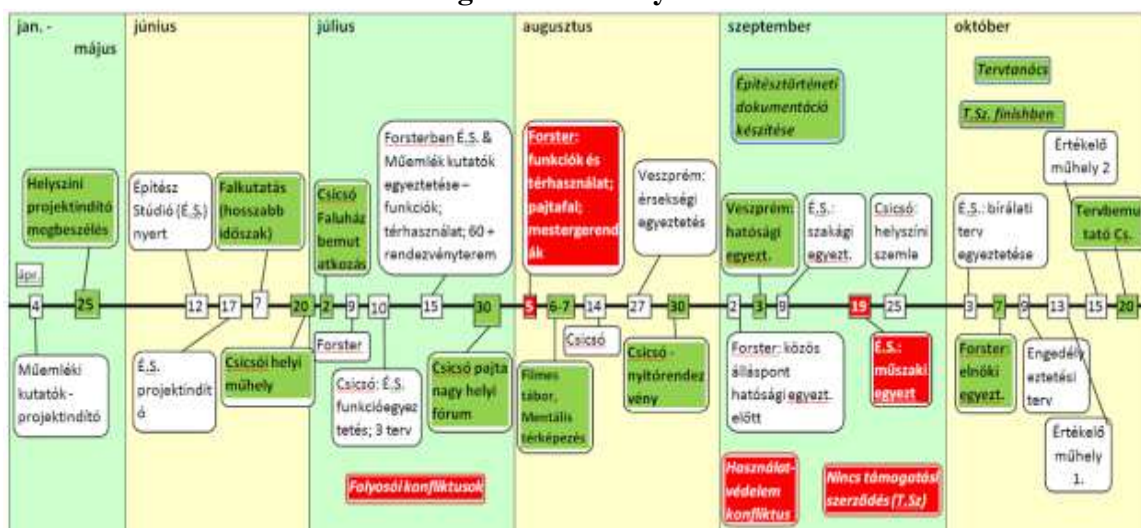 jan. -
május
június
július
augusztus
szeptember
október
Építésztörténeti
dokumentáció
készítése
Tervtanács
T.Sz. finishben
Helyszíni
projektindító
megbeszélés
Építész
Stúdió (É.S.)
nyert
Falkutatás
(hosszabb
időszak)
Csicsó
Faluház
bemut
atkozás
Forsterben É.S. &
Műemlék kutatók
egyeztetése –
funkciók;
térhasználat; 60 +
rendezvényterem
Forster:
funkciók és
térhasználat;
pajtafal;
mestergerend
ák
Veszprém:
érsekségi
egyeztetés
Veszprém:
hatósági
egyezt.
É.S.:
szakági
egyezt.
Csicsó:
helyszíni
szemle
É.S.: bírálati
terv
egyeztetése
Értékelő
műhely 2
Tervbemu
tató Cs.
ápr.
4 25 12 17 7 20 2 9 10 15 30 5 6-7 14 27 30 2 3 9 19 25 3 7 9 13 15 20
Műemléki
kutatók -
projektindító
É.S.
projektindít
ó
Csicsói helyi
műhely
Forster
Csicsó: É.S.
funkcióegyez
tetés; 3 terv
Csicsó pajta
nagy helyi
fórum
Filmes
tábor,
Mentális
térképezés
Csicsó
Csicsó -
nyitórendez
vény
Forster: közös
álláspont
hatósági egyezt.
előtt
É.S.:
műszaki
egyezt
Forster:
elnöki
egyezt.
Engedély
eztetési
terv
Értékelő
műhely
1.
Folyosói konfliktusok
Használat-
védelem
konfliktus
Nincs támogatási
szerződés (T.Sz)